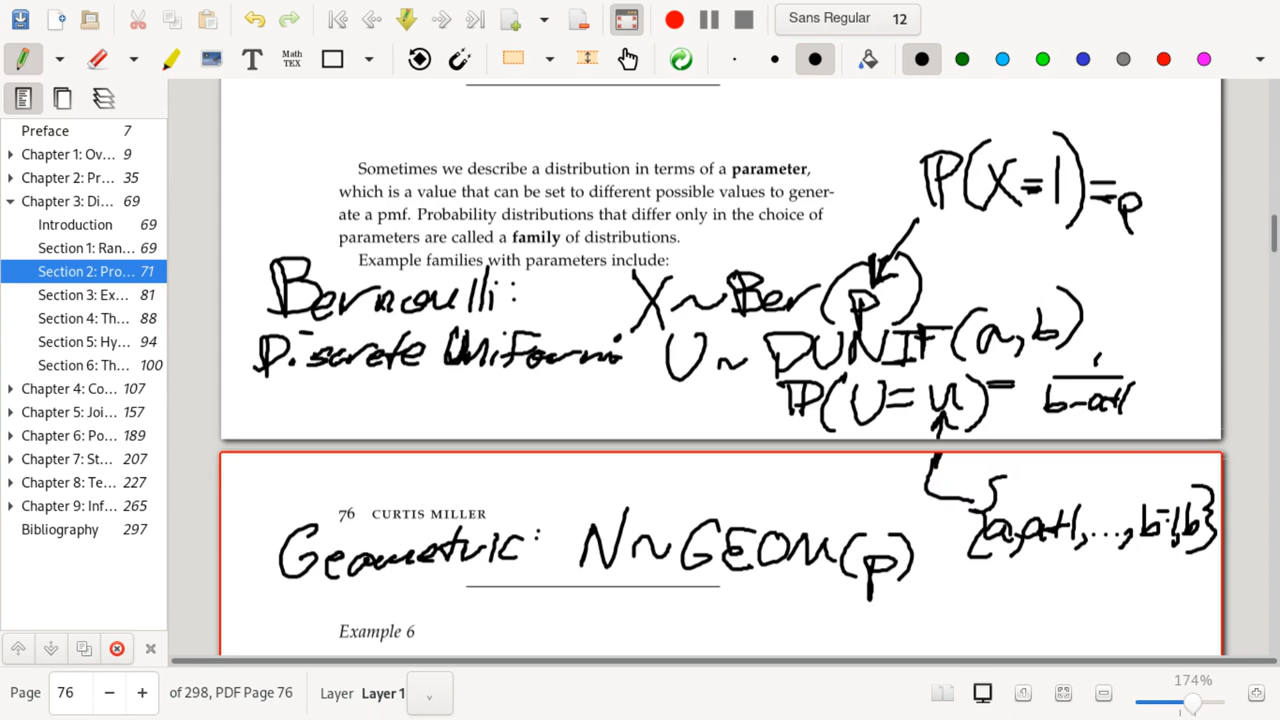 Sans Regular 12
Math
TEX
Preface 7
Chapter 1: Ov... 9
Chapter 2: Pr... 35
Chapter 3: Di... 69
Introduction 69
Section 1: Ran... 69
Section 2: Pro... 71
Section 3: Ex... 81
Section 4: Th... 88
Section 5: Hy... 94
Section 6: Th... 100
Chapter 4: Co... 107
Chapter 5: Joi... 157
Chapter 6: Po... 189
Chapter 7: St... 207
Chapter 8: Te... 227
Chapter 9: Inf... 265
Bibliography 297
Sometimes we describe a distribution in terms of a parameter,
which is a value that can be set to different possible values to gener-
ate a pmf. Probability distributions that differ only in the choice of
parameters are called a family of distributions.
Example families with parameters include:
ℙ(X=1)=p
Bernoulli: X~Ber(p)
Discrete Uniform: U~DUNIF(a,b)
ℙ(U=u)=1/(b-a+1)
{a,a+1,...,b-1,b}
76 CURTIS MILLER
Geometric: N~GEOM(p)
Example 6
Page 76 of 298, PDF Page 76 Layer Layer 1 174%